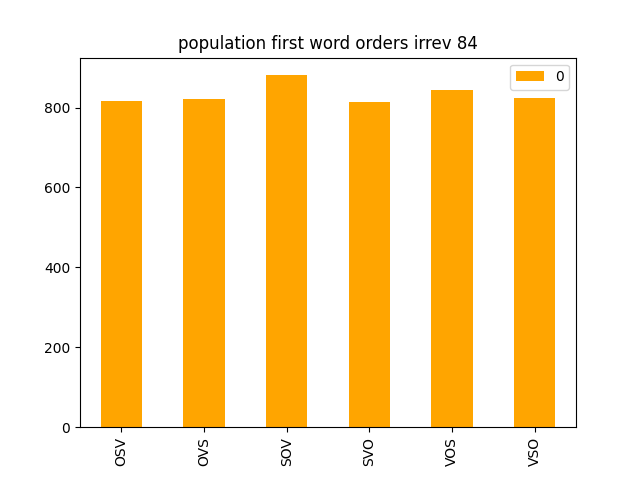 population first word orders irrev 84
0
800
600
400
200
0
OSV
OVS
SOV
SVO
VOS
VSO